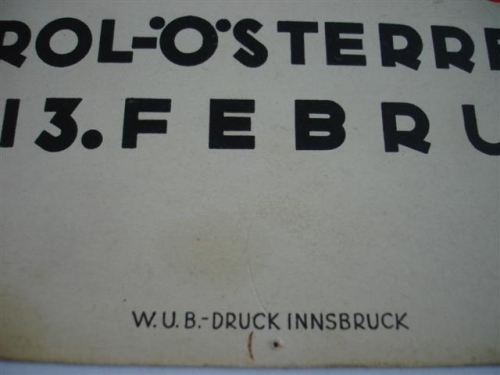 ROL-ÖSTERRE
13. FEBRU
W.U.B.-DRUCK INNSBRUCK